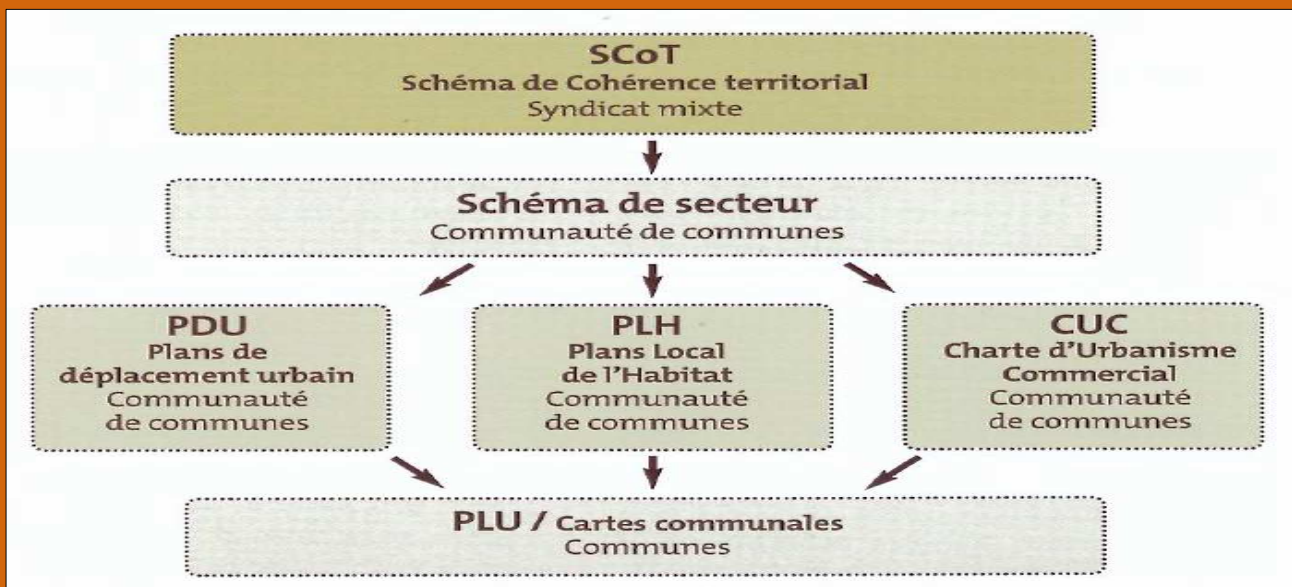 SCoT
Schéma de Cohérence territorial
Syndicat mixte
Schéma de secteur
Communauté de communes
PDU
Plans de
déplacement urbain
Communauté
de communes
PLH
Plans Local
de l'Habitat
Communauté
de communes
CUC
Charte d'Urbanisme
Commercial
Communauté
de communes
PLU / Cartes communales
Communes